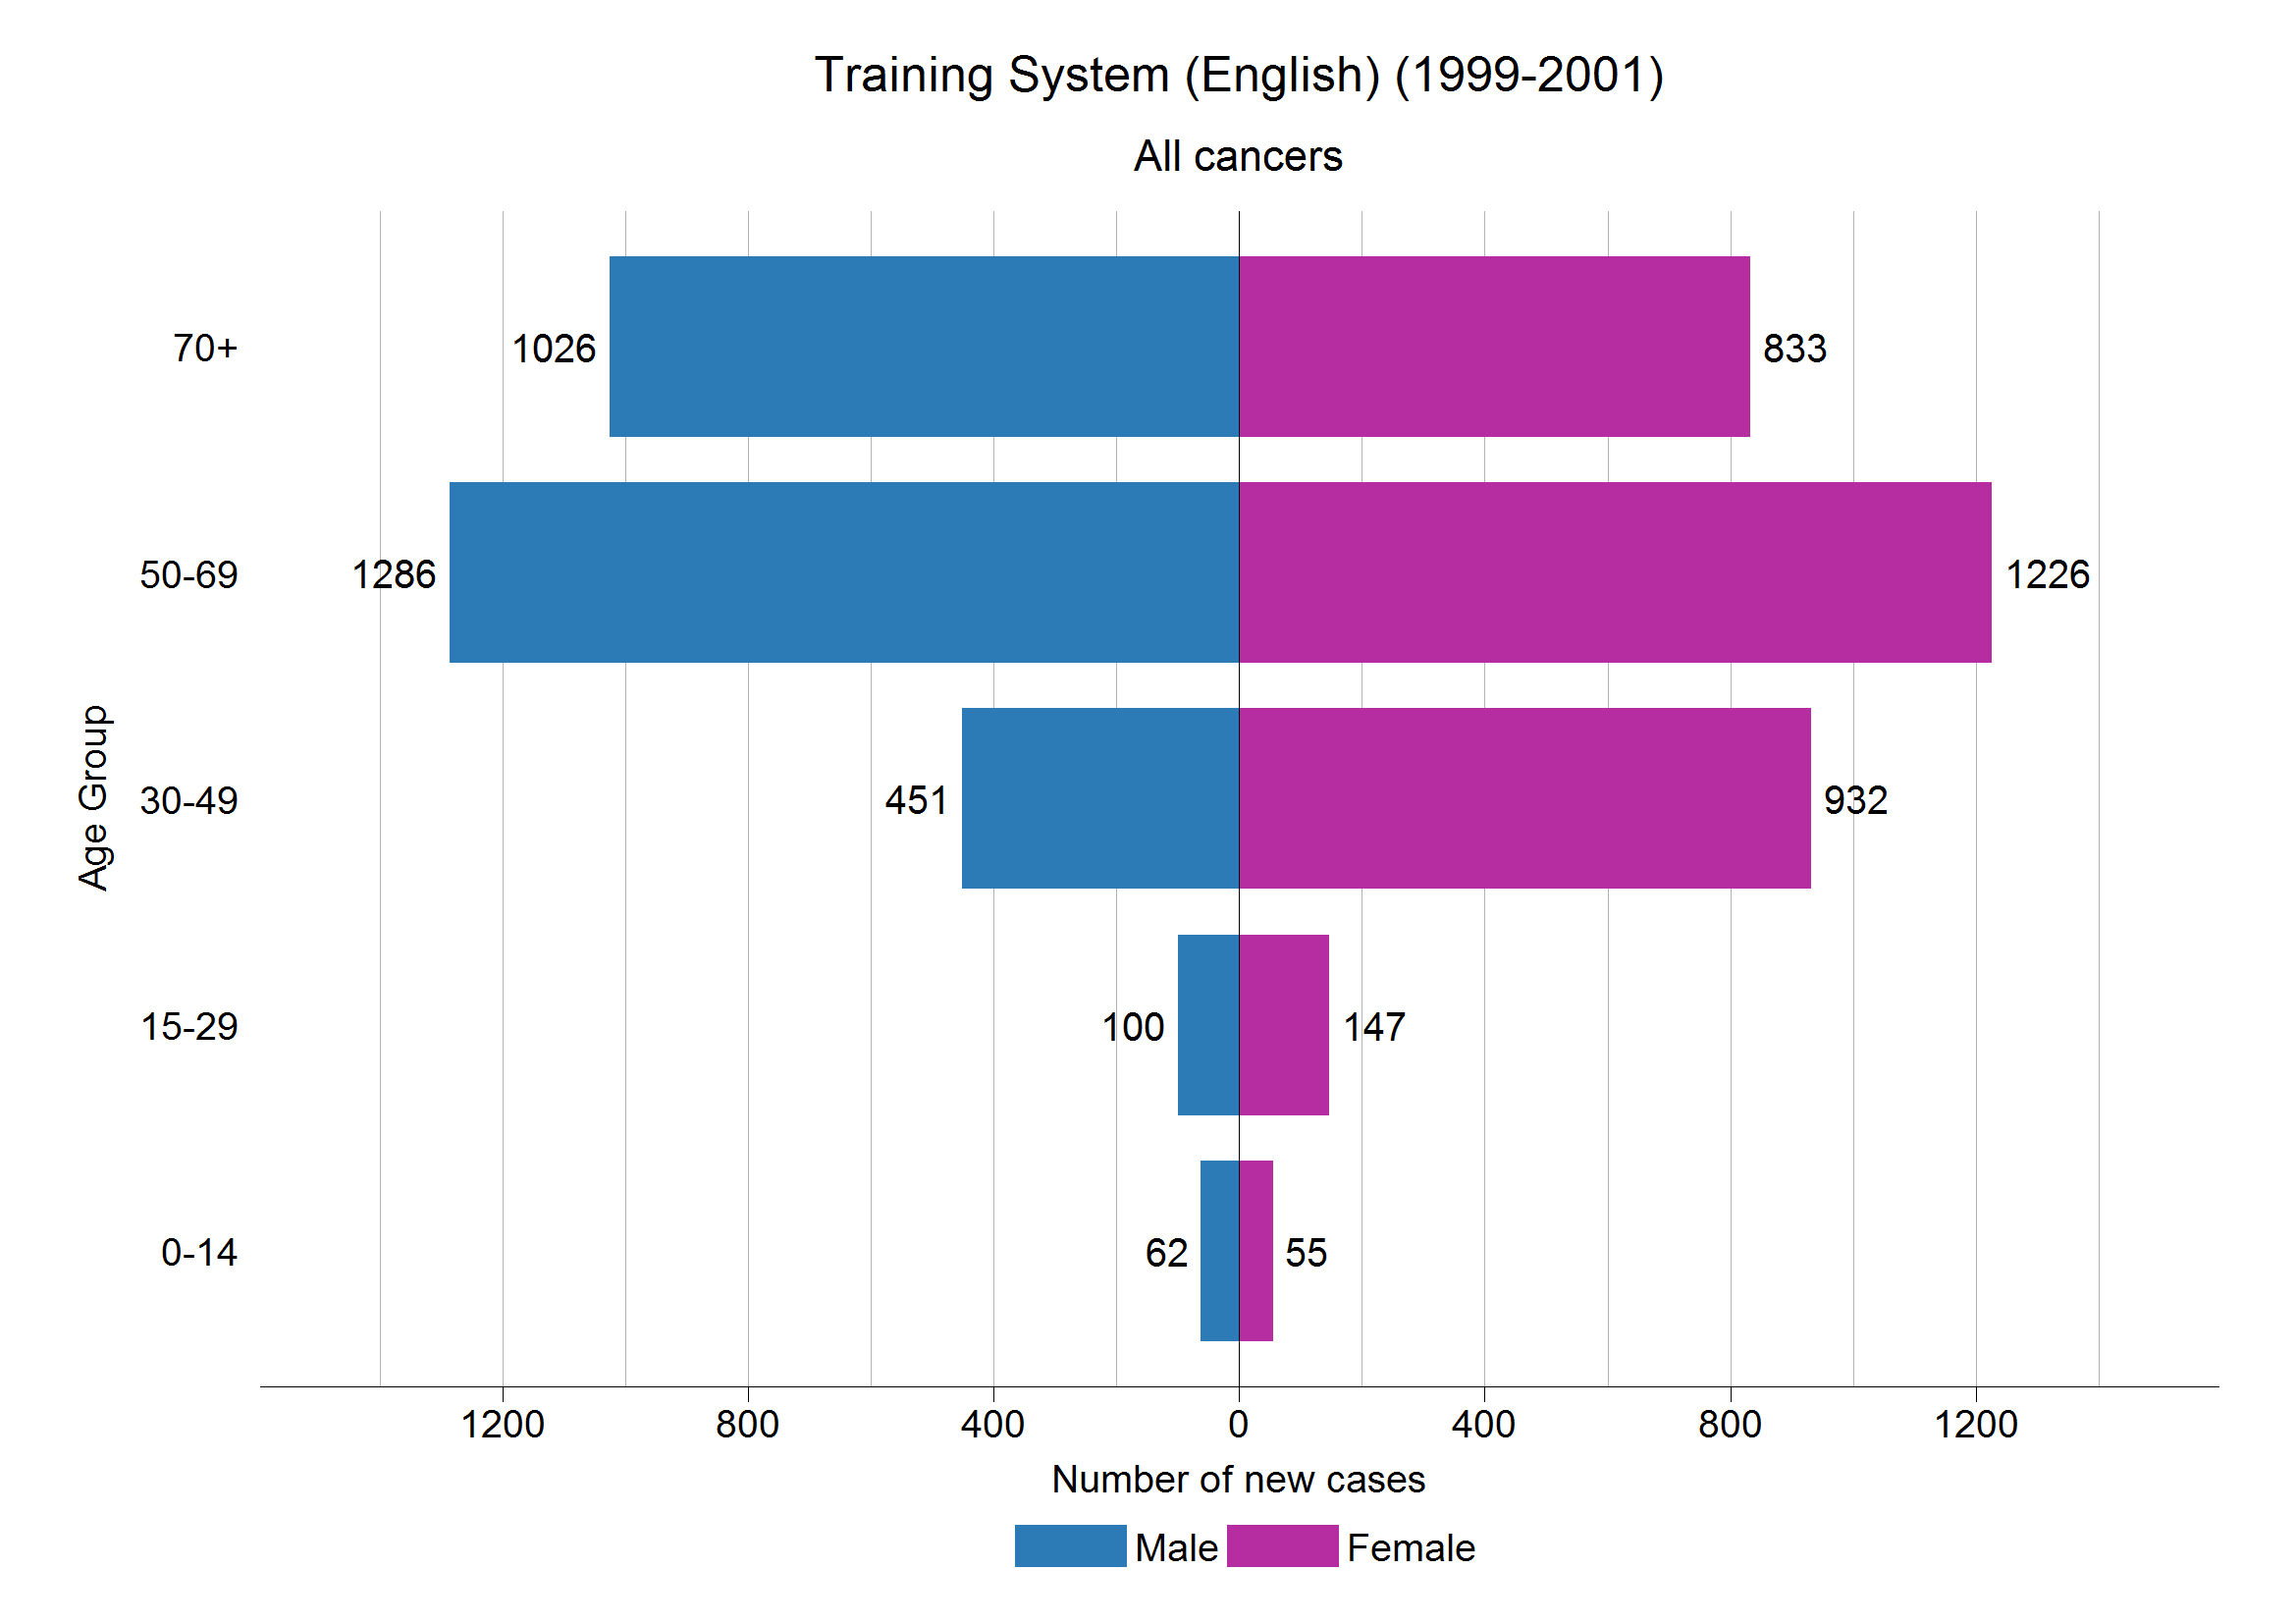 Training System (English) (1999-2001)
All cancers
70+
1026
833
50-69
1286
1226
Age Group
30-49
451
932
15-29
100
147
0-14
62
55
1200 800 400 0 400 800 1200
Number of new cases
Male Female